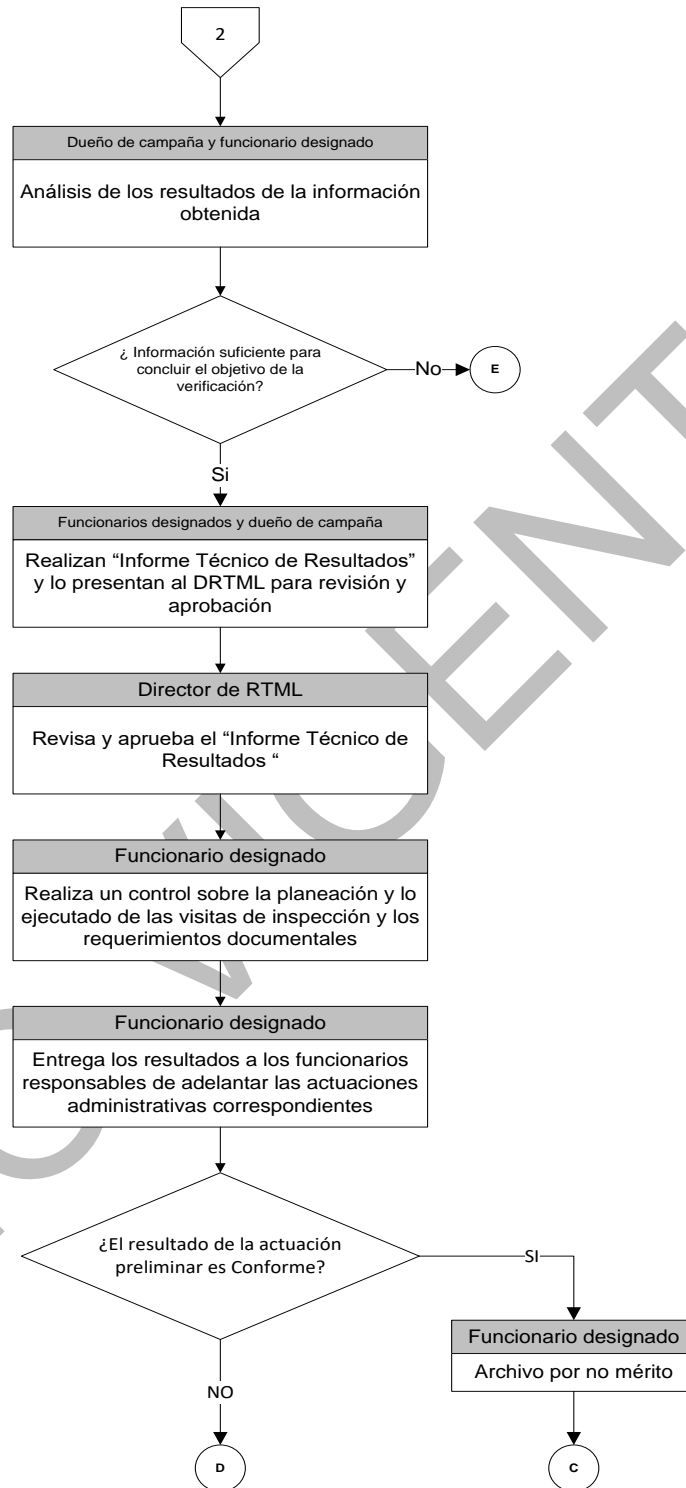 2
Dueño de campaña y funcionario designado
Análisis de los resultados de la información
obtenida
¿ Información suficiente para
concluir el objetivo de la
verificación?
No
E
Si
Funcionarios designados y dueño de campaña
Realizan “Informe Técnico de Resultados”
y lo presentan al DRTML para revisión y
aprobación
Director de RTML
Revisa y aprueba el “Informe Técnico de
Resultados “
Funcionario designado
Realiza un control sobre la planeación y lo
ejecutado de las visitas de inspección y los
requerimientos documentales
Funcionario designado
Entrega los resultados a los funcionarios
responsables de adelantar las actuaciones
administrativas correspondientes
¿El resultado de la actuación
preliminar es Conforme?
SI
Funcionario designado
Archivo por no mérito
NO
D
C